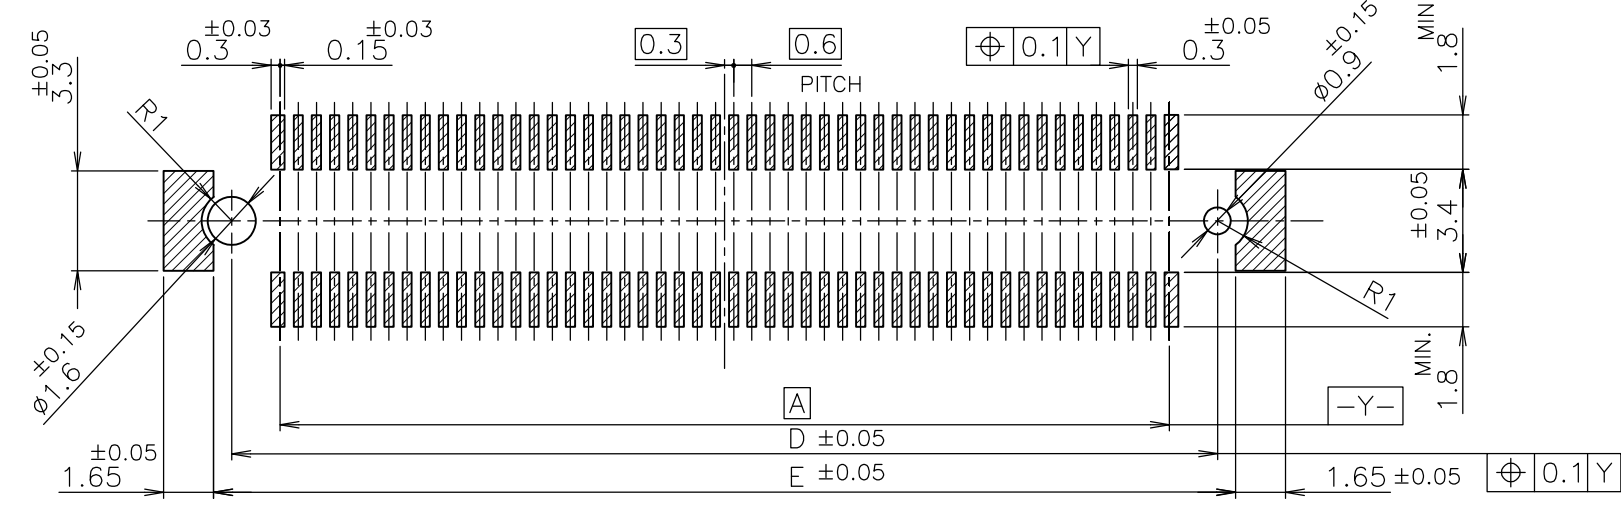 ±0.03
0.3
±0.03
0.15
0.3
0.6
PITCH
⌖ 0.1 Y
±0.05
0.3
±0.15
ø0.9
MIN
1.8
±0.05
3.3
R1
±0.05
3.4
R1
±0.15
ø1.6
MIN.
1.8
A
-Y-
D ±0.05
±0.05
1.65
E ±0.05
1.65 ±0.05
⌖ 0.1 Y